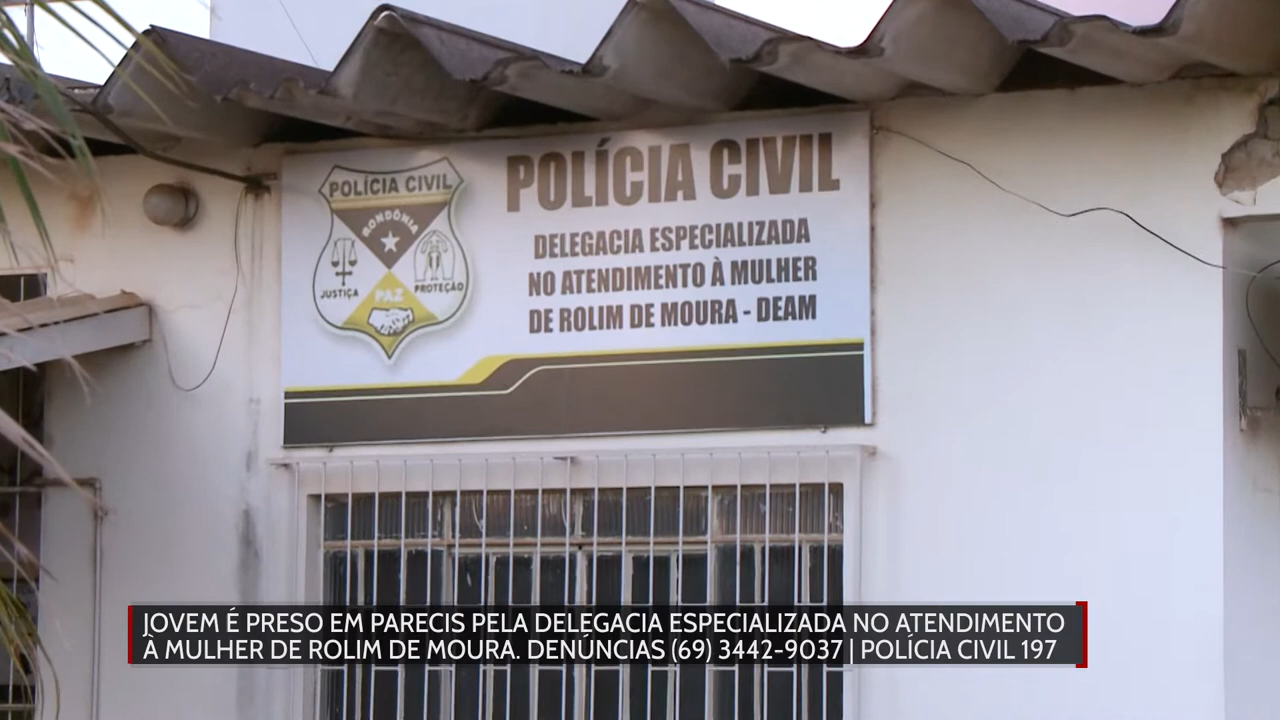 POLÍCIA CIVIL
RONDÔNIA
JUSTIÇA
PROTEÇÃO
PAZ
POLÍCIA CIVIL
DELEGACIA ESPECIALIZADA
NO ATENDIMENTO À MULHER
DE ROLIM DE MOURA - DEAM
JOVEM É PRESO EM PARECIS PELA DELEGACIA ESPECIALIZADA NO ATENDIMENTO
À MULHER DE ROLIM DE MOURA. DENÚNCIAS (69) 3442-9037 | POLÍCIA CIVIL 197